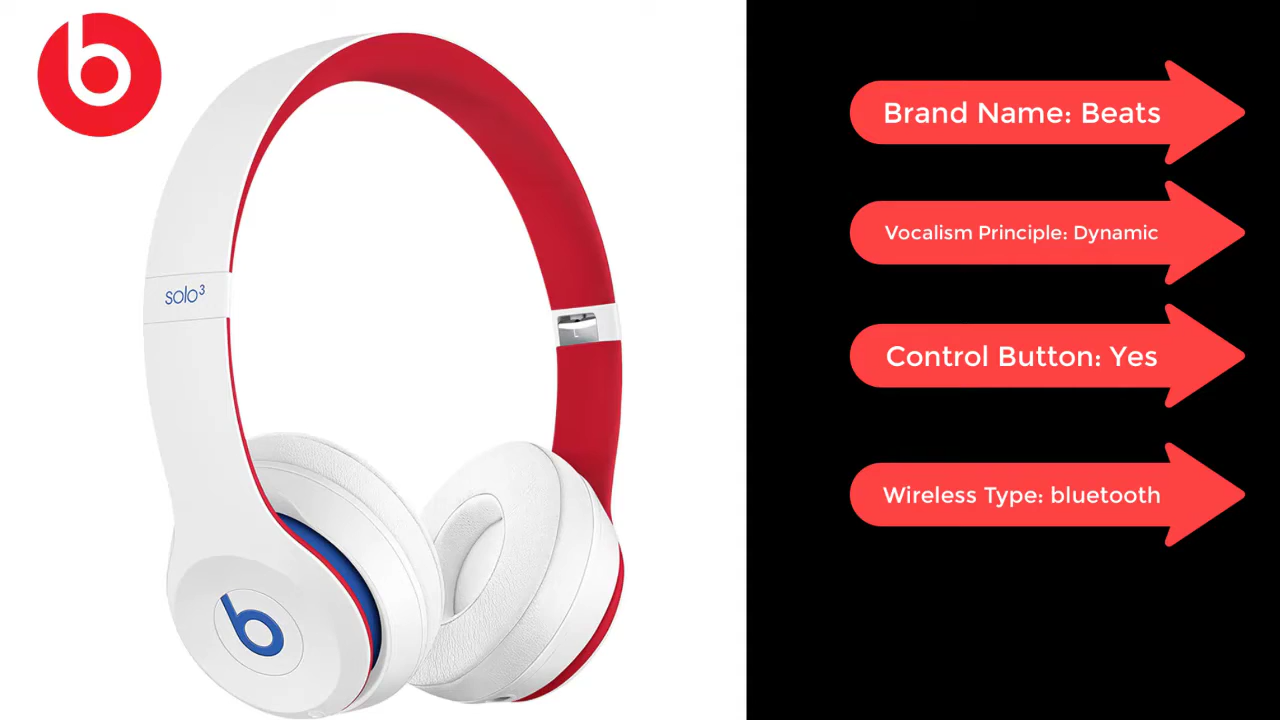 b
solo3
b
Brand Name: Beats
Vocalism Principle: Dynamic
Control Button: Yes
Wireless Type: bluetooth